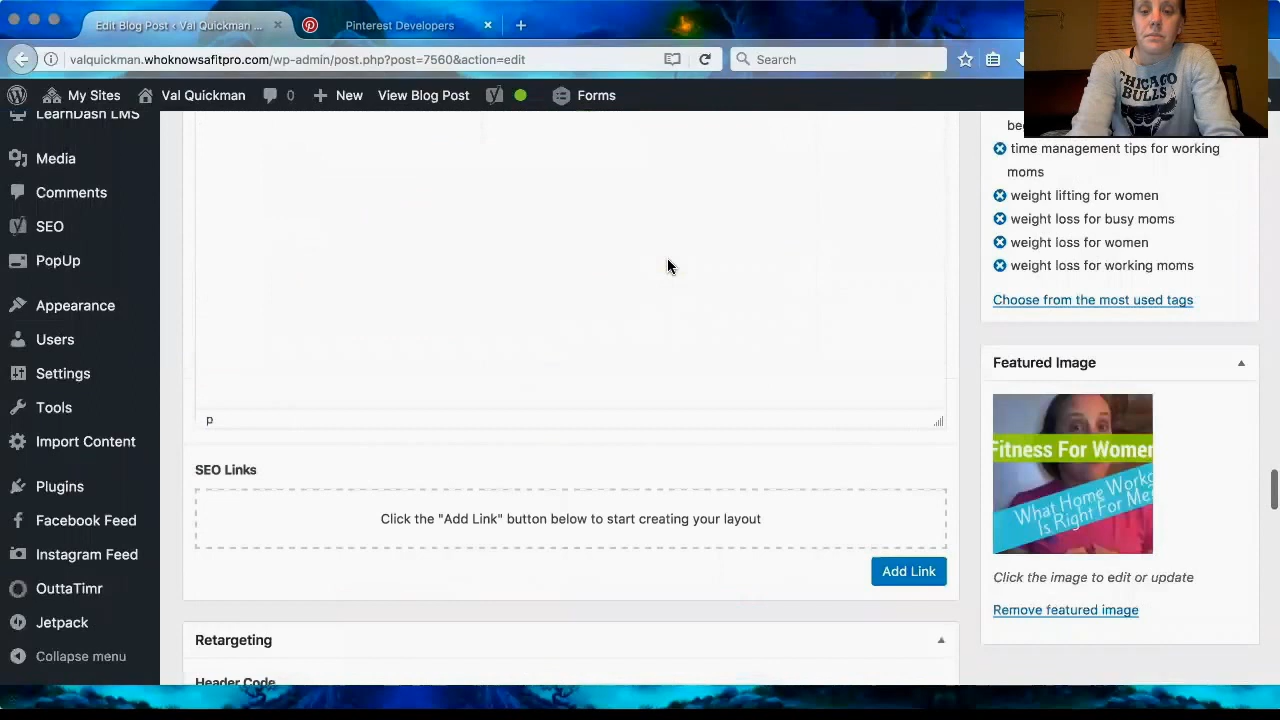 Edit Blog Post ‹ Val Quickman ...
Pinterest Developers
valquickman.whoknowsafitpro.com/wp-admin/post.php?post=7560&action=edit
Search
My Sites
Val Quickman
0
New
View Blog Post
Forms
LearnDash LMS
Media
Comments
SEO
PopUp
Appearance
Users
Settings
Tools
Import Content
Plugins
Facebook Feed
Instagram Feed
OuttaTimr
Jetpack
Collapse menu
p
SEO Links
Click the "Add Link" button below to start creating your layout
Add Link
Retargeting
Header Code
CHICAGO
BULLS
time management tips for working
moms
weight lifting for women
weight loss for busy moms
weight loss for women
weight loss for working moms
Choose from the most used tags
Featured Image
Fitness For Women
What Home Worko
Is Right For Me?
Click the image to edit or update
Remove featured image